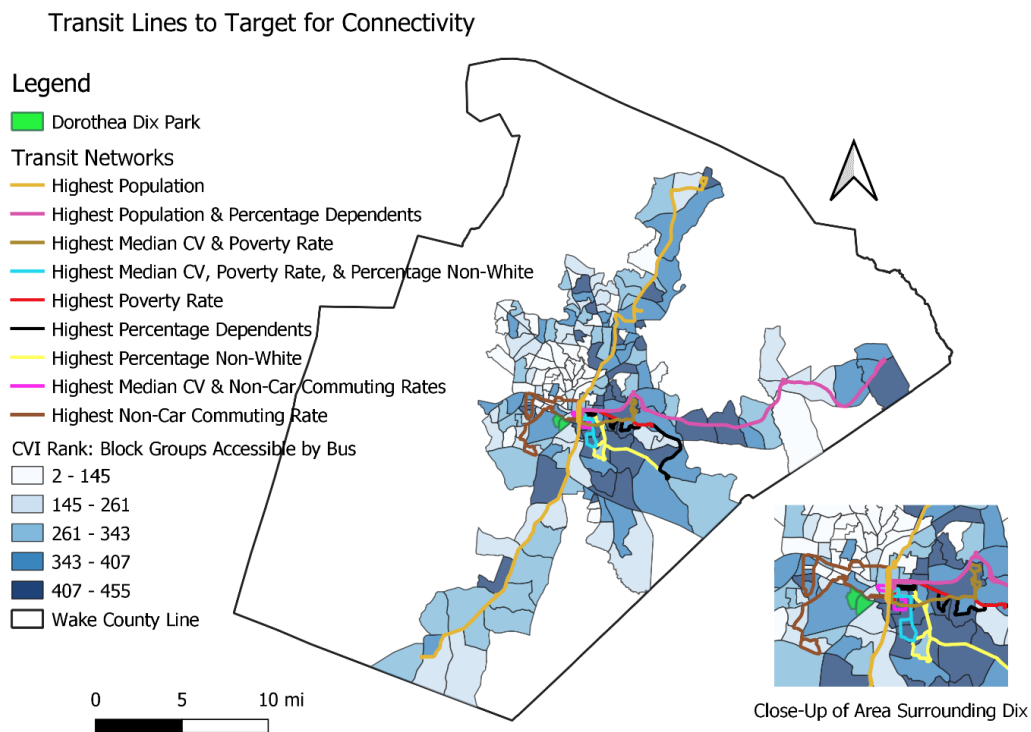 Transit Lines to Target for Connectivity
Legend
Dorothea Dix Park
Transit Networks
Highest Population
Highest Population & Percentage Dependents
Highest Median CV & Poverty Rate
Highest Median CV, Poverty Rate, & Percentage Non-White
Highest Poverty Rate
Highest Percentage Dependents
Highest Percentage Non-White
Highest Median CV & Non-Car Commuting Rates
Highest Non-Car Commuting Rate
CVI Rank: Block Groups Accessible by Bus
2 - 145
145 - 261
261 - 343
343 - 407
407 - 455
Wake County Line
0 5 10 mi
Close-Up of Area Surrounding Dix